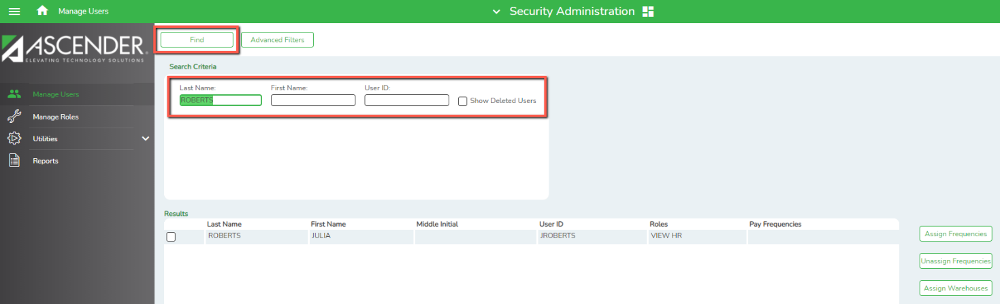 Manage Users
Security Administration
ASCENDER
ELEVATING TECHNOLOGY SOLUTIONS
Find
Advanced Filters
Search Criteria
Last Name: First Name: User ID:
ROBERTS
Show Deleted Users
Manage Users
Manage Roles
Utilities
Reports
Results
Last Name First Name Middle Initial User ID Roles Pay Frequencies
ROBERTS JULIA JROBERTS VIEW HR
Assign Frequencies
Unassign Frequencies
Assign Warehouses